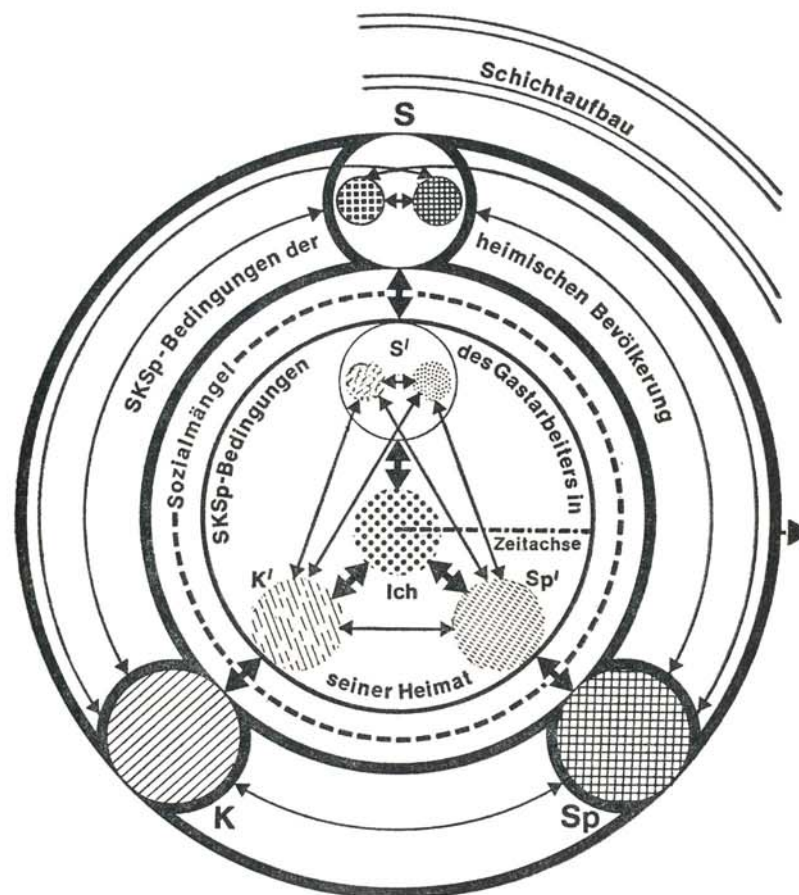 Schichtaufbau
S
SKSp-Bedingungen der heimischen Bevölkerung
Sozialmängel
SKSp-Bedingungen des Gastarbeiters in seiner Heimat
S'
Zeitachse
K'
Ich
Sp'
K
Sp